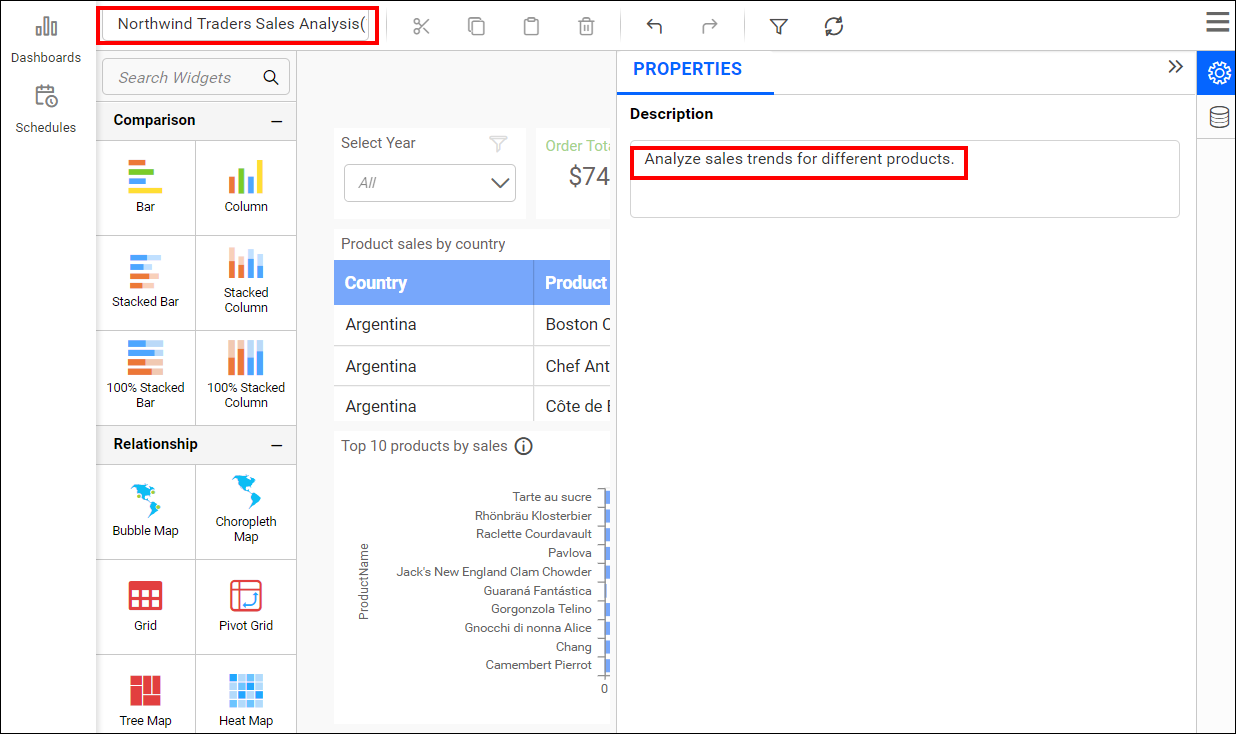 Northwind Traders Sales Analysis(
Dashboards
Schedules
Search Widgets
Comparison
Bar
Column
Stacked Bar
Stacked
Column
100% Stacked
Bar
100% Stacked
Column
Relationship
Bubble Map
Choropleth
Map
Grid
Pivot Grid
Tree Map
Heat Map
Select Year
All
Order Tota
$74
Product sales by country
Country Product
Argentina Boston C
Argentina Chef Ant
Argentina Côte de B
Top 10 products by sales
ProductName
Tarte au sucre
Rhönbräu Klosterbier
Raclette Courdavault
Pavlova
Jack's New England Clam Chowder
Guaraná Fantástica
Gorgonzola Telino
Gnocchi di nonna Alice
Chang
Camembert Pierrot
0
PROPERTIES
Description
Analyze sales trends for different products.